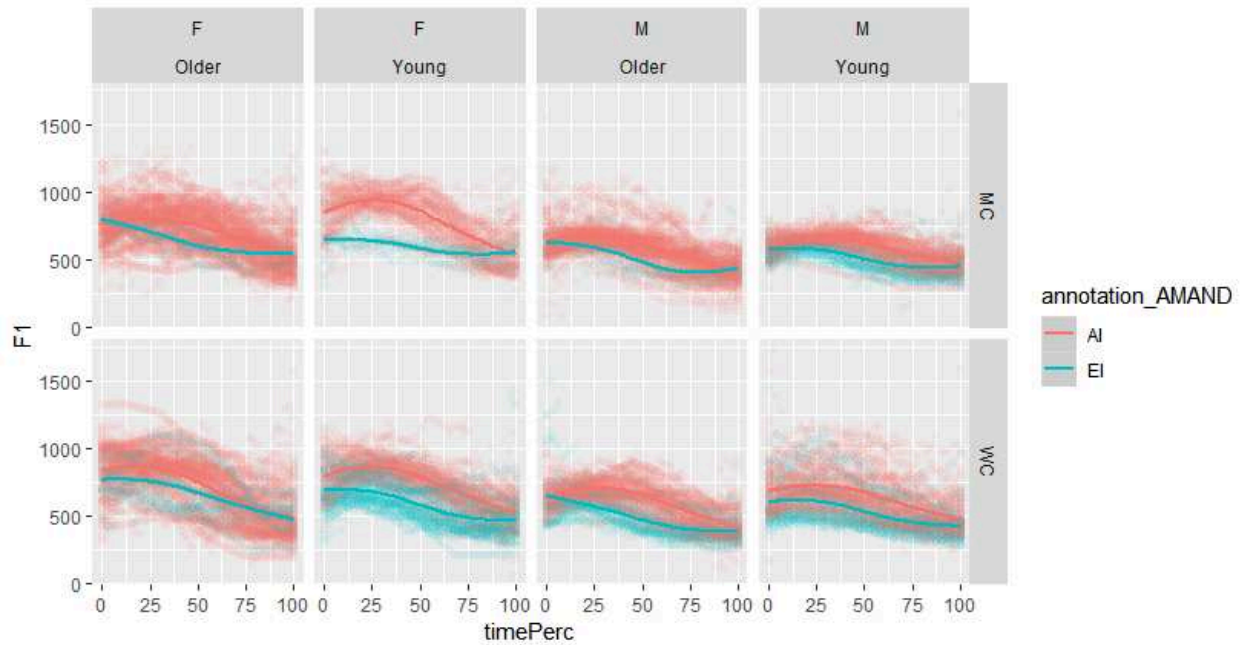 F F M M
Older Young Older Young
1500
1000
500
0
MC
1500
1000
500
0
WC
F1
0 25 50 75 100 0 25 50 75 100 0 25 50 75 100 0 25 50 75 100
timePerc
annotation_AMAND
AI
EI